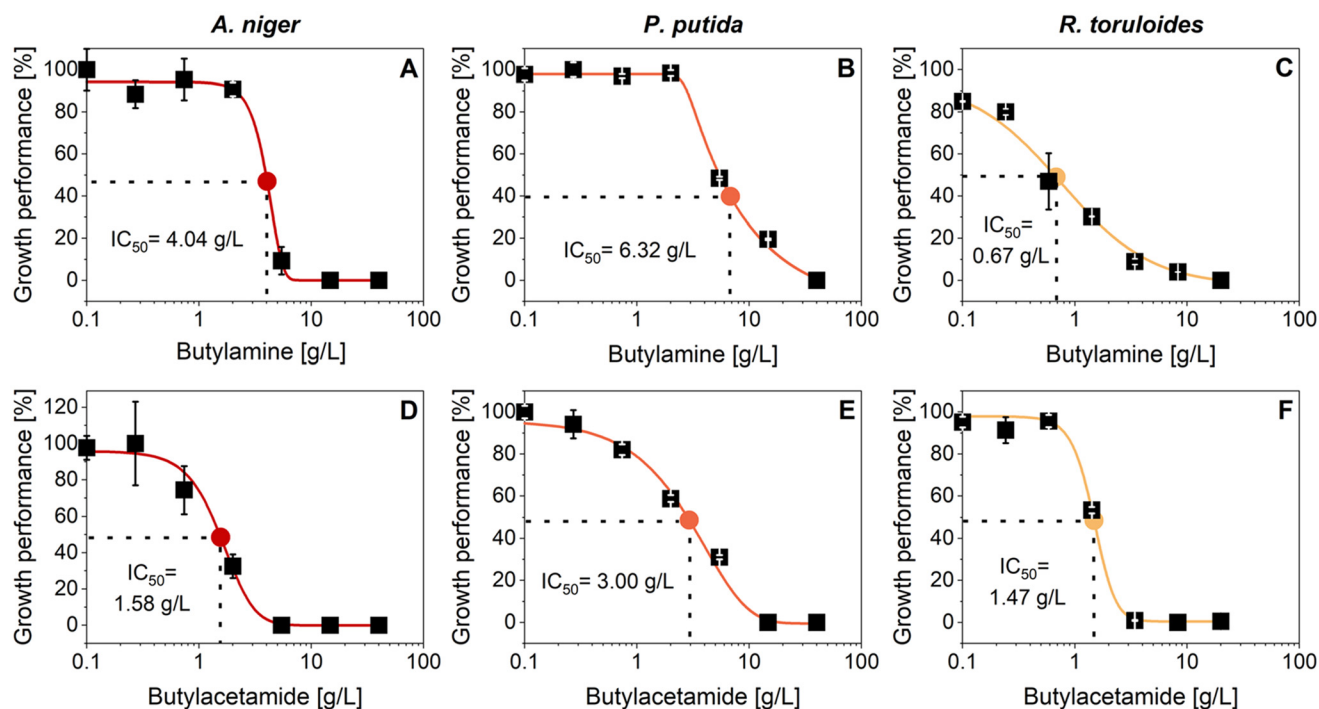 A. niger
P. putida
R. toruloides
Growth performance [%]
100
80
60
40
20
0
A
IC50= 4.04 g/L
0.1
1
10
100
Butylamine [g/L]
Growth performance [%]
100
80
60
40
20
0
B
IC50= 6.32 g/L
0.1
1
10
100
Butylamine [g/L]
Growth performance [%]
100
80
60
40
20
0
C
IC50=
0.67 g/L
0.1
1
10
100
Butylamine [g/L]
Growth performance [%]
120
100
80
60
40
20
0
D
IC50=
1.58 g/L
0.1
1
10
100
Butylacetamide [g/L]
Growth performance [%]
100
80
60
40
20
0
E
IC50= 3.00 g/L
0.1
1
10
100
Butylacetamide [g/L]
Growth performance [%]
100
80
60
40
20
0
F
IC50=
1.47 g/L
0.1
1
10
100
Butylacetamide [g/L]